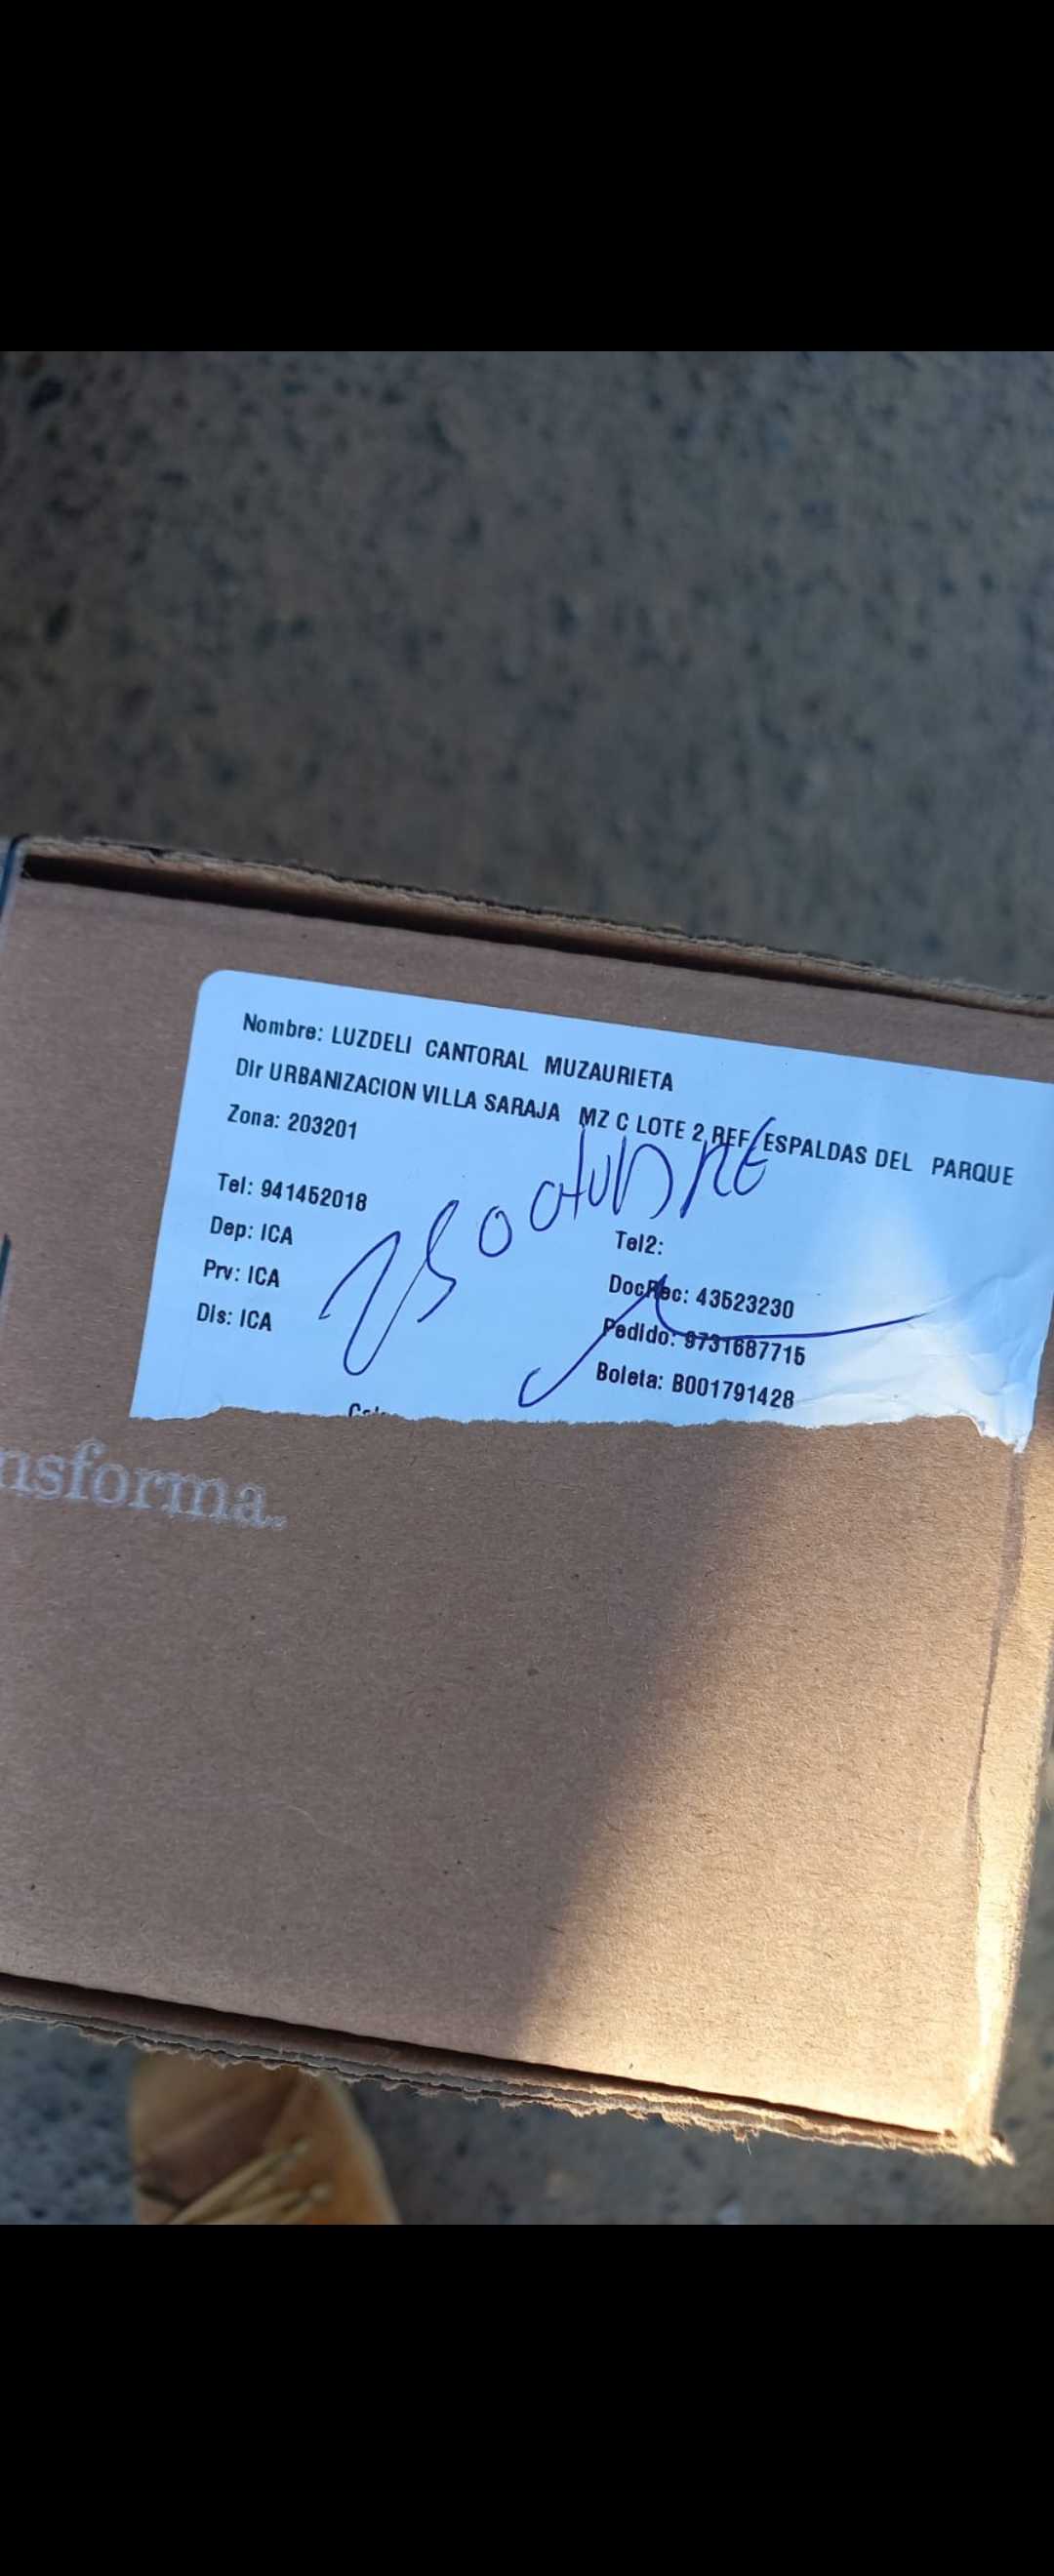 Nombre: LUZDELI CANTORAL MUZAURIETA
Dir URBANIZACION VILLA SARAJA MZ C LOTE 2 REF/ESPALDAS DEL PARQUE
Zona: 203201
Tel: 941452018
Tel2:
Dep: ICA
DocRec: 43523230
Prv: ICA
Pedido: 9731687715
Dis: ICA
Boleta: B001791428
octubre
nsforma.